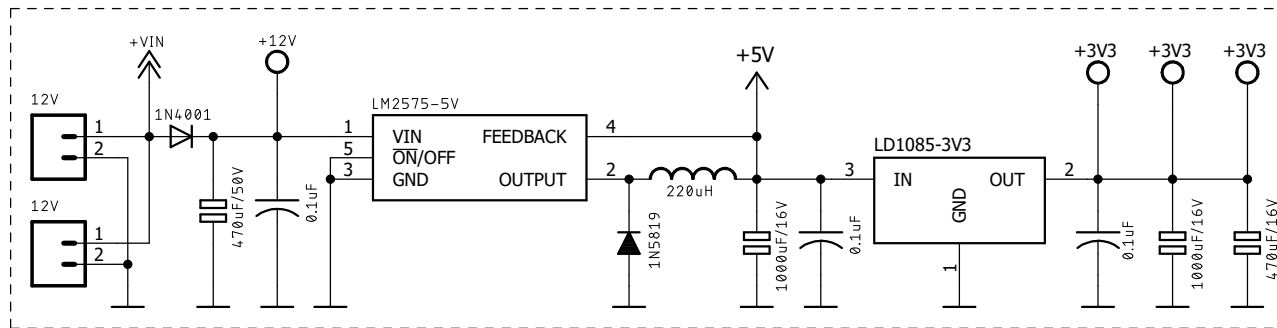 +VIN
+12V
+5V
+3V3
+3V3
+3V3
12V
1
2
1N4001
470uF/50V
0.1uF
LM2575-5V
1
VIN
FEEDBACK
4
5
ON/OFF
3
GND
OUTPUT
2
220uH
1N5819
1000uF/16V
0.1uF
LD1085-3V3
3
IN
OUT
2
GND
1
0.1uF
1000uF/16V
470uF/16V
12V
1
2